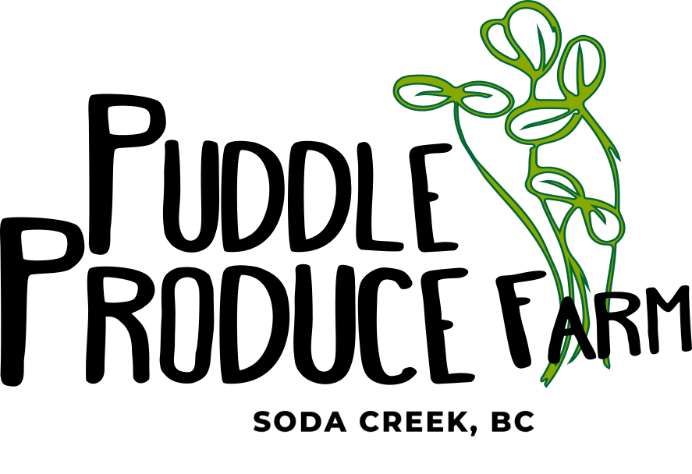 PUDDLE
PRODUCE FARM
SODA CREEK, BC